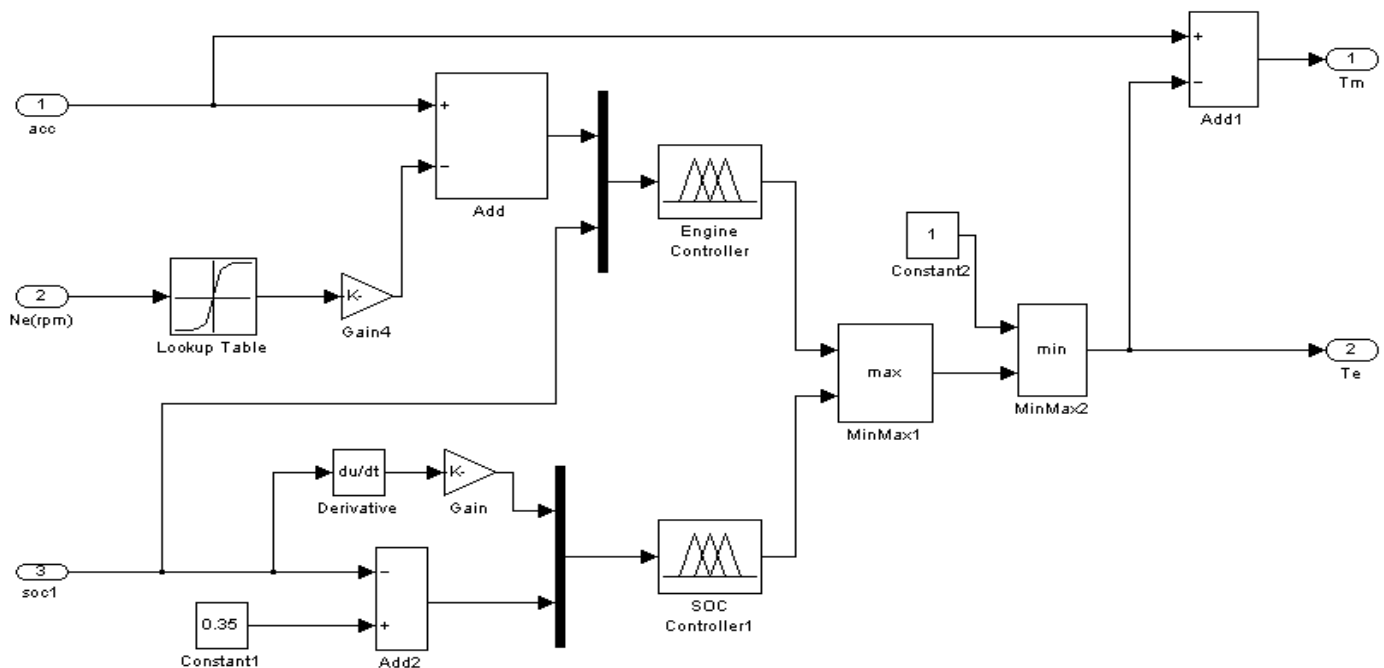 +
−
Add1
1
Tm
1
acc
+
−
Add
Engine
Controller
1
Constant2
2
Ne(rpm)
Lookup Table
K-
Gain4
max
MinMax1
min
MinMax2
2
Te
du/dt
Derivative
K-
Gain
3
soc1
−
+
Add2
0.35
Constant1
SOC
Controller1